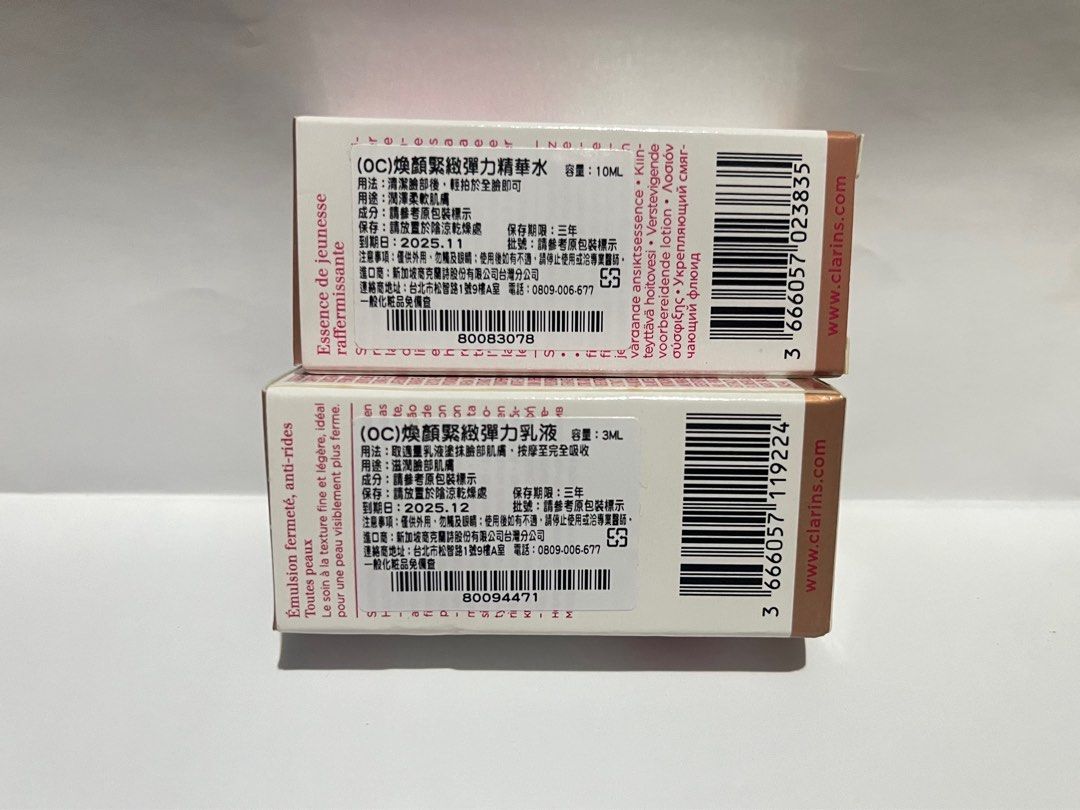 Essence de jeunesse
raffermissante
(OC)煥顏緊緻彈力精華水 容量：10ML
用法：清潔臉部後，輕拍於全臉即可
用途：潤澤柔軟肌膚
成分：請參考原包裝標示
保存：請放置於陰涼乾燥處 保存期限：三年
到期日：2025.11 批號：請參考原包裝標示
注意事項：僅供外用，勿觸及眼睛；使用後如有不適，請停止使用或洽專業醫師。
進口商：新加坡商克蘭詩股份有限公司台灣分公司
連絡商地址：台北市松智路1號9樓A室 電話：0809-006-677
一般化粧品免備查
80083078
vårdande ansiktsessence • Kiin-
teyttävä hoitovesi • Verstevigende
voorbereidende lotion • Λοσιόν
σύσφιξης • Укрепляющий смяг-
чающий флюид
3 666057 023835
www.clarins.com
Émulsion fermeté, anti-rides
Toutes peaux
Le soin à la texture fine et légère, idéal
pour une peau visiblement plus ferme.
(OC)煥顏緊緻彈力乳液 容量：3ML
用法：取適量乳液塗抹臉部肌膚，按摩至完全吸收
用途：滋潤臉部肌膚
成分：請參考原包裝標示
保存：請放置於陰涼乾燥處 保存期限：三年
到期日：2025.12 批號：請參考原包裝標示
注意事項：僅供外用，勿觸及眼睛；使用後如有不適，請停止使用或洽專業醫師。
進口商：新加坡商克蘭詩股份有限公司台灣分公司
連絡商地址：台北市松智路1號9樓A室 電話：0809-006-677
一般化粧品免備查
80094471
3 666057 119224
www.clarins.com